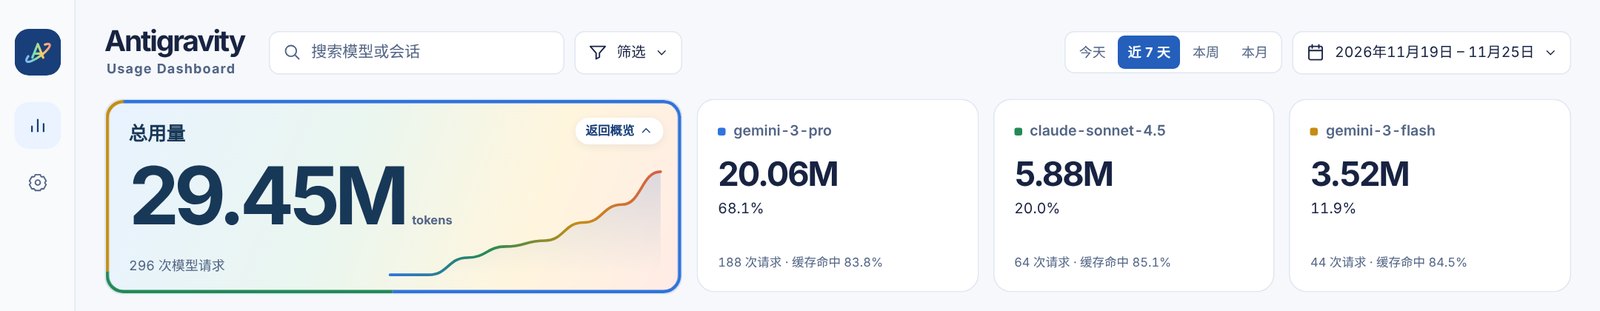 Antigravity
Usage Dashboard
搜索模型或会话
筛选
今天
近 7 天
本周
本月
2026年11月19日 – 11月25日
总用量
返回概览
29.45M tokens
296 次模型请求
gemini-3-pro
20.06M
68.1%
188 次请求 · 缓存命中 83.8%
claude-sonnet-4.5
5.88M
20.0%
64 次请求 · 缓存命中 85.1%
gemini-3-flash
3.52M
11.9%
44 次请求 · 缓存命中 84.5%